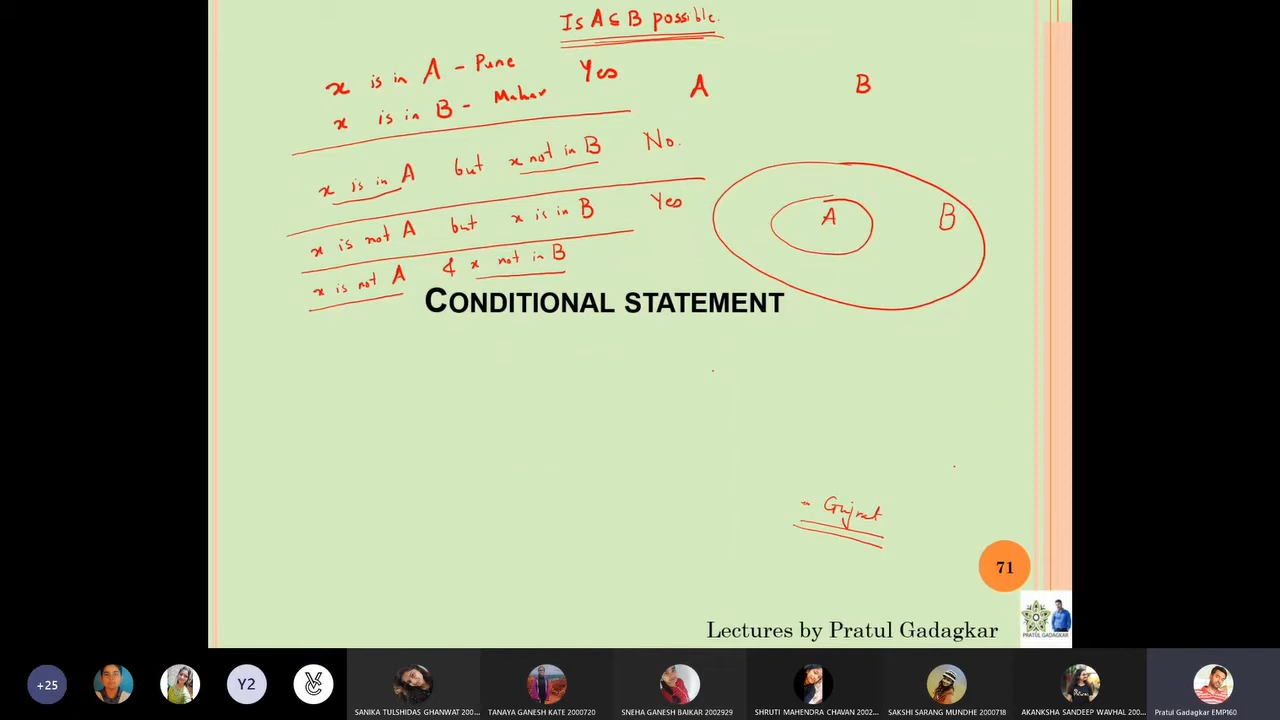 Is A ⊆ B possible.
x is in A - Pune Yes
x is in B - Mahar
A B
x is in A but x not in B No.
x is not A but x is in B Yes
x is not A & x not in B
A B
CONDITIONAL STATEMENT
Gujrat
71
PRATUL GADAGKAR
Lectures by Pratul Gadagkar
+25 Y2
SANIKA TULSHIDAS GHANWAT 200...
TANAYA GANESH KATE 2000720
SNEHA GANESH BAIKAR 2002929
SHRUTI MAHENDRA CHAVAN 2002...
SAKSHI SARANG MUNDHE 2000718
AKANKSHA SANDEEP WAVHAL 200...
Pratul Gadagkar EMP160